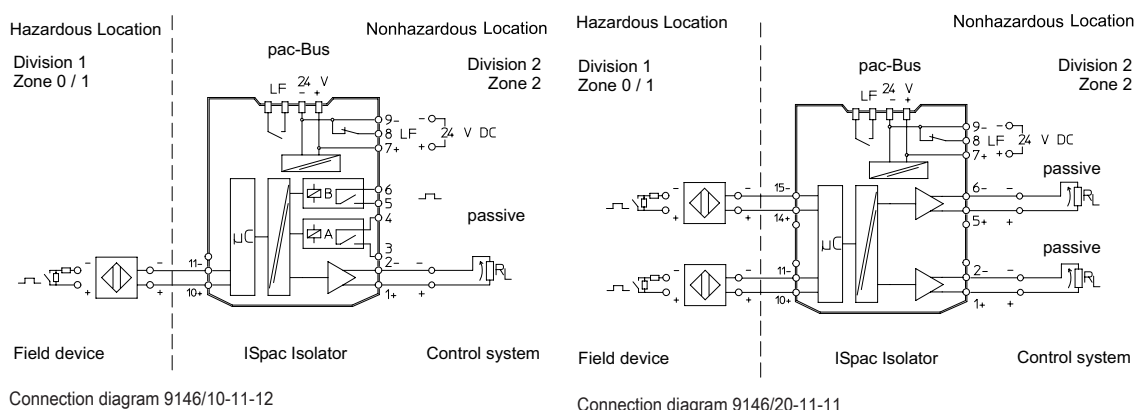 Hazardous Location
Nonhazardous Location
Division 1
Zone 0 / 1
pac-Bus
Division 2
Zone 2
LF
24 V
- +
9-
8 LF
7+
-
+
24 V DC
B
6
5
4
A
3
passive
µC
- -
+ +
11-
10+
2- -
1+ +
RL
Field device
ISpac Isolator
Control system
Connection diagram 9146/10-11-12
Hazardous Location
Nonhazardous Location
Division 1
Zone 0 / 1
pac-Bus
Division 2
Zone 2
LF
24 V
- +
9-
8 LF
7+
-
+
24 V DC
passive
- -
+ +
15-
14+
6- -
5+ +
RL
µC
passive
- -
+ +
11-
10+
2- -
1+ +
RL
Field device
ISpac Isolator
Control system
Connection diagram 9146/20-11-11